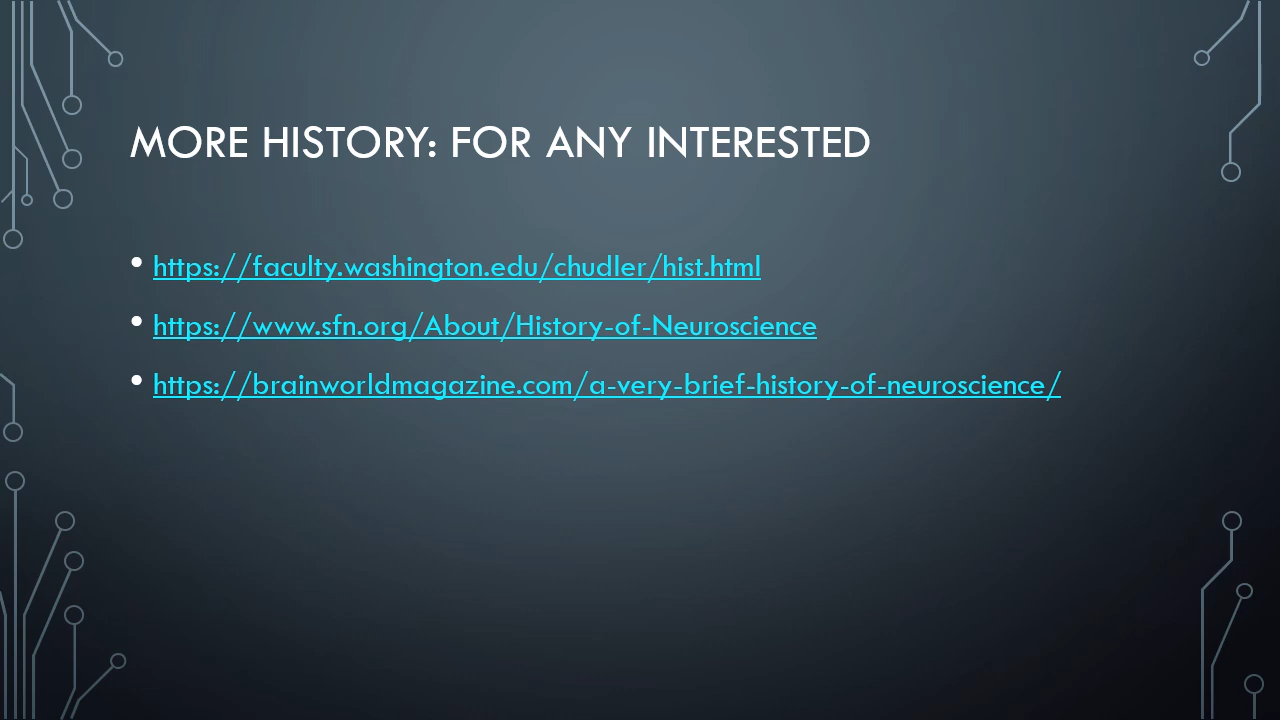 MORE HISTORY: FOR ANY INTERESTED
• https://faculty.washington.edu/chudler/hist.html
• https://www.sfn.org/About/History-of-Neuroscience
• https://brainworldmagazine.com/a-very-brief-history-of-neuroscience/